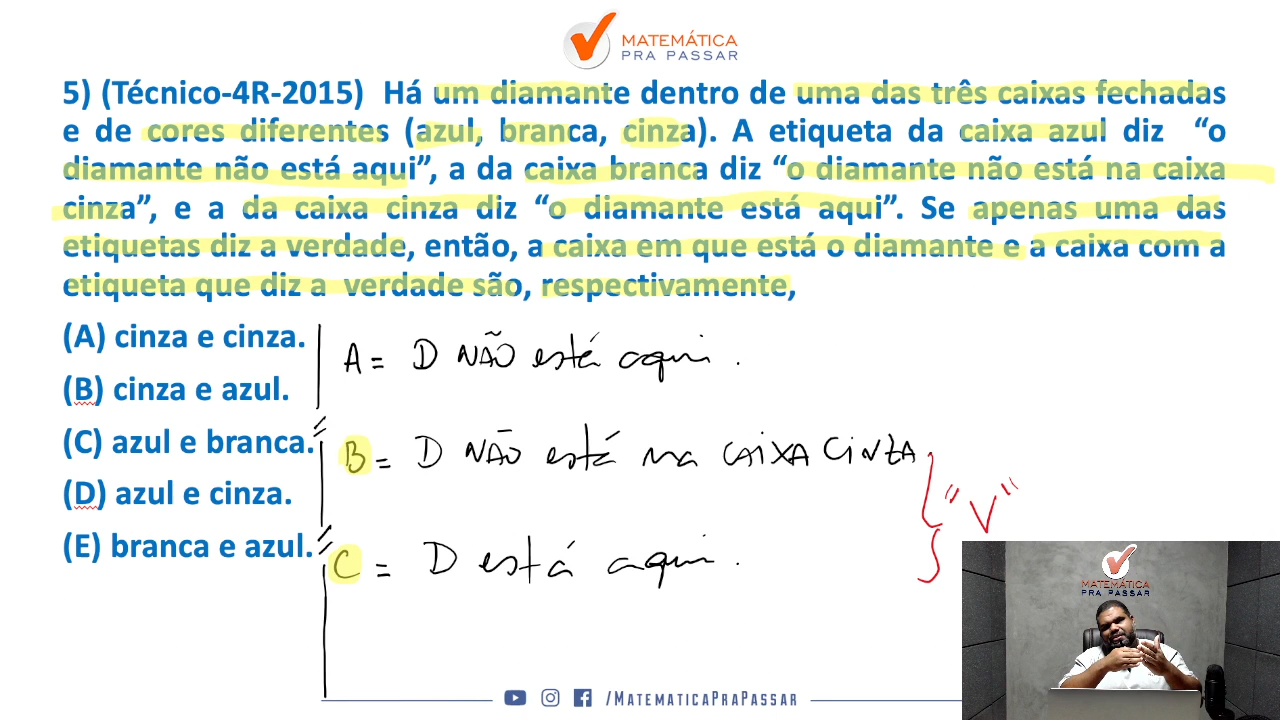 MATEMÁTICA
PRA PASSAR
5) (Técnico-4R-2015) Há um diamante dentro de uma das três caixas fechadas
e de cores diferentes (azul, branca, cinza). A etiqueta da caixa azul diz “o
diamante não está aqui”, a da caixa branca diz “o diamante não está na caixa
cinza”, e a da caixa cinza diz “o diamante está aqui”. Se apenas uma das
etiquetas diz a verdade, então, a caixa em que está o diamante e a caixa com a
etiqueta que diz a verdade são, respectivamente,
(A) cinza e cinza.
(B) cinza e azul.
(C) azul e branca.
(D) azul e cinza.
(E) branca e azul.
A = D NÃO está aqui.
B = D NÃO está na CAIXA CINZA
C = D está aqui.
"V"
MATEMÁTICA
PRA PASSAR
/MATEMATICAPRAPASSAR